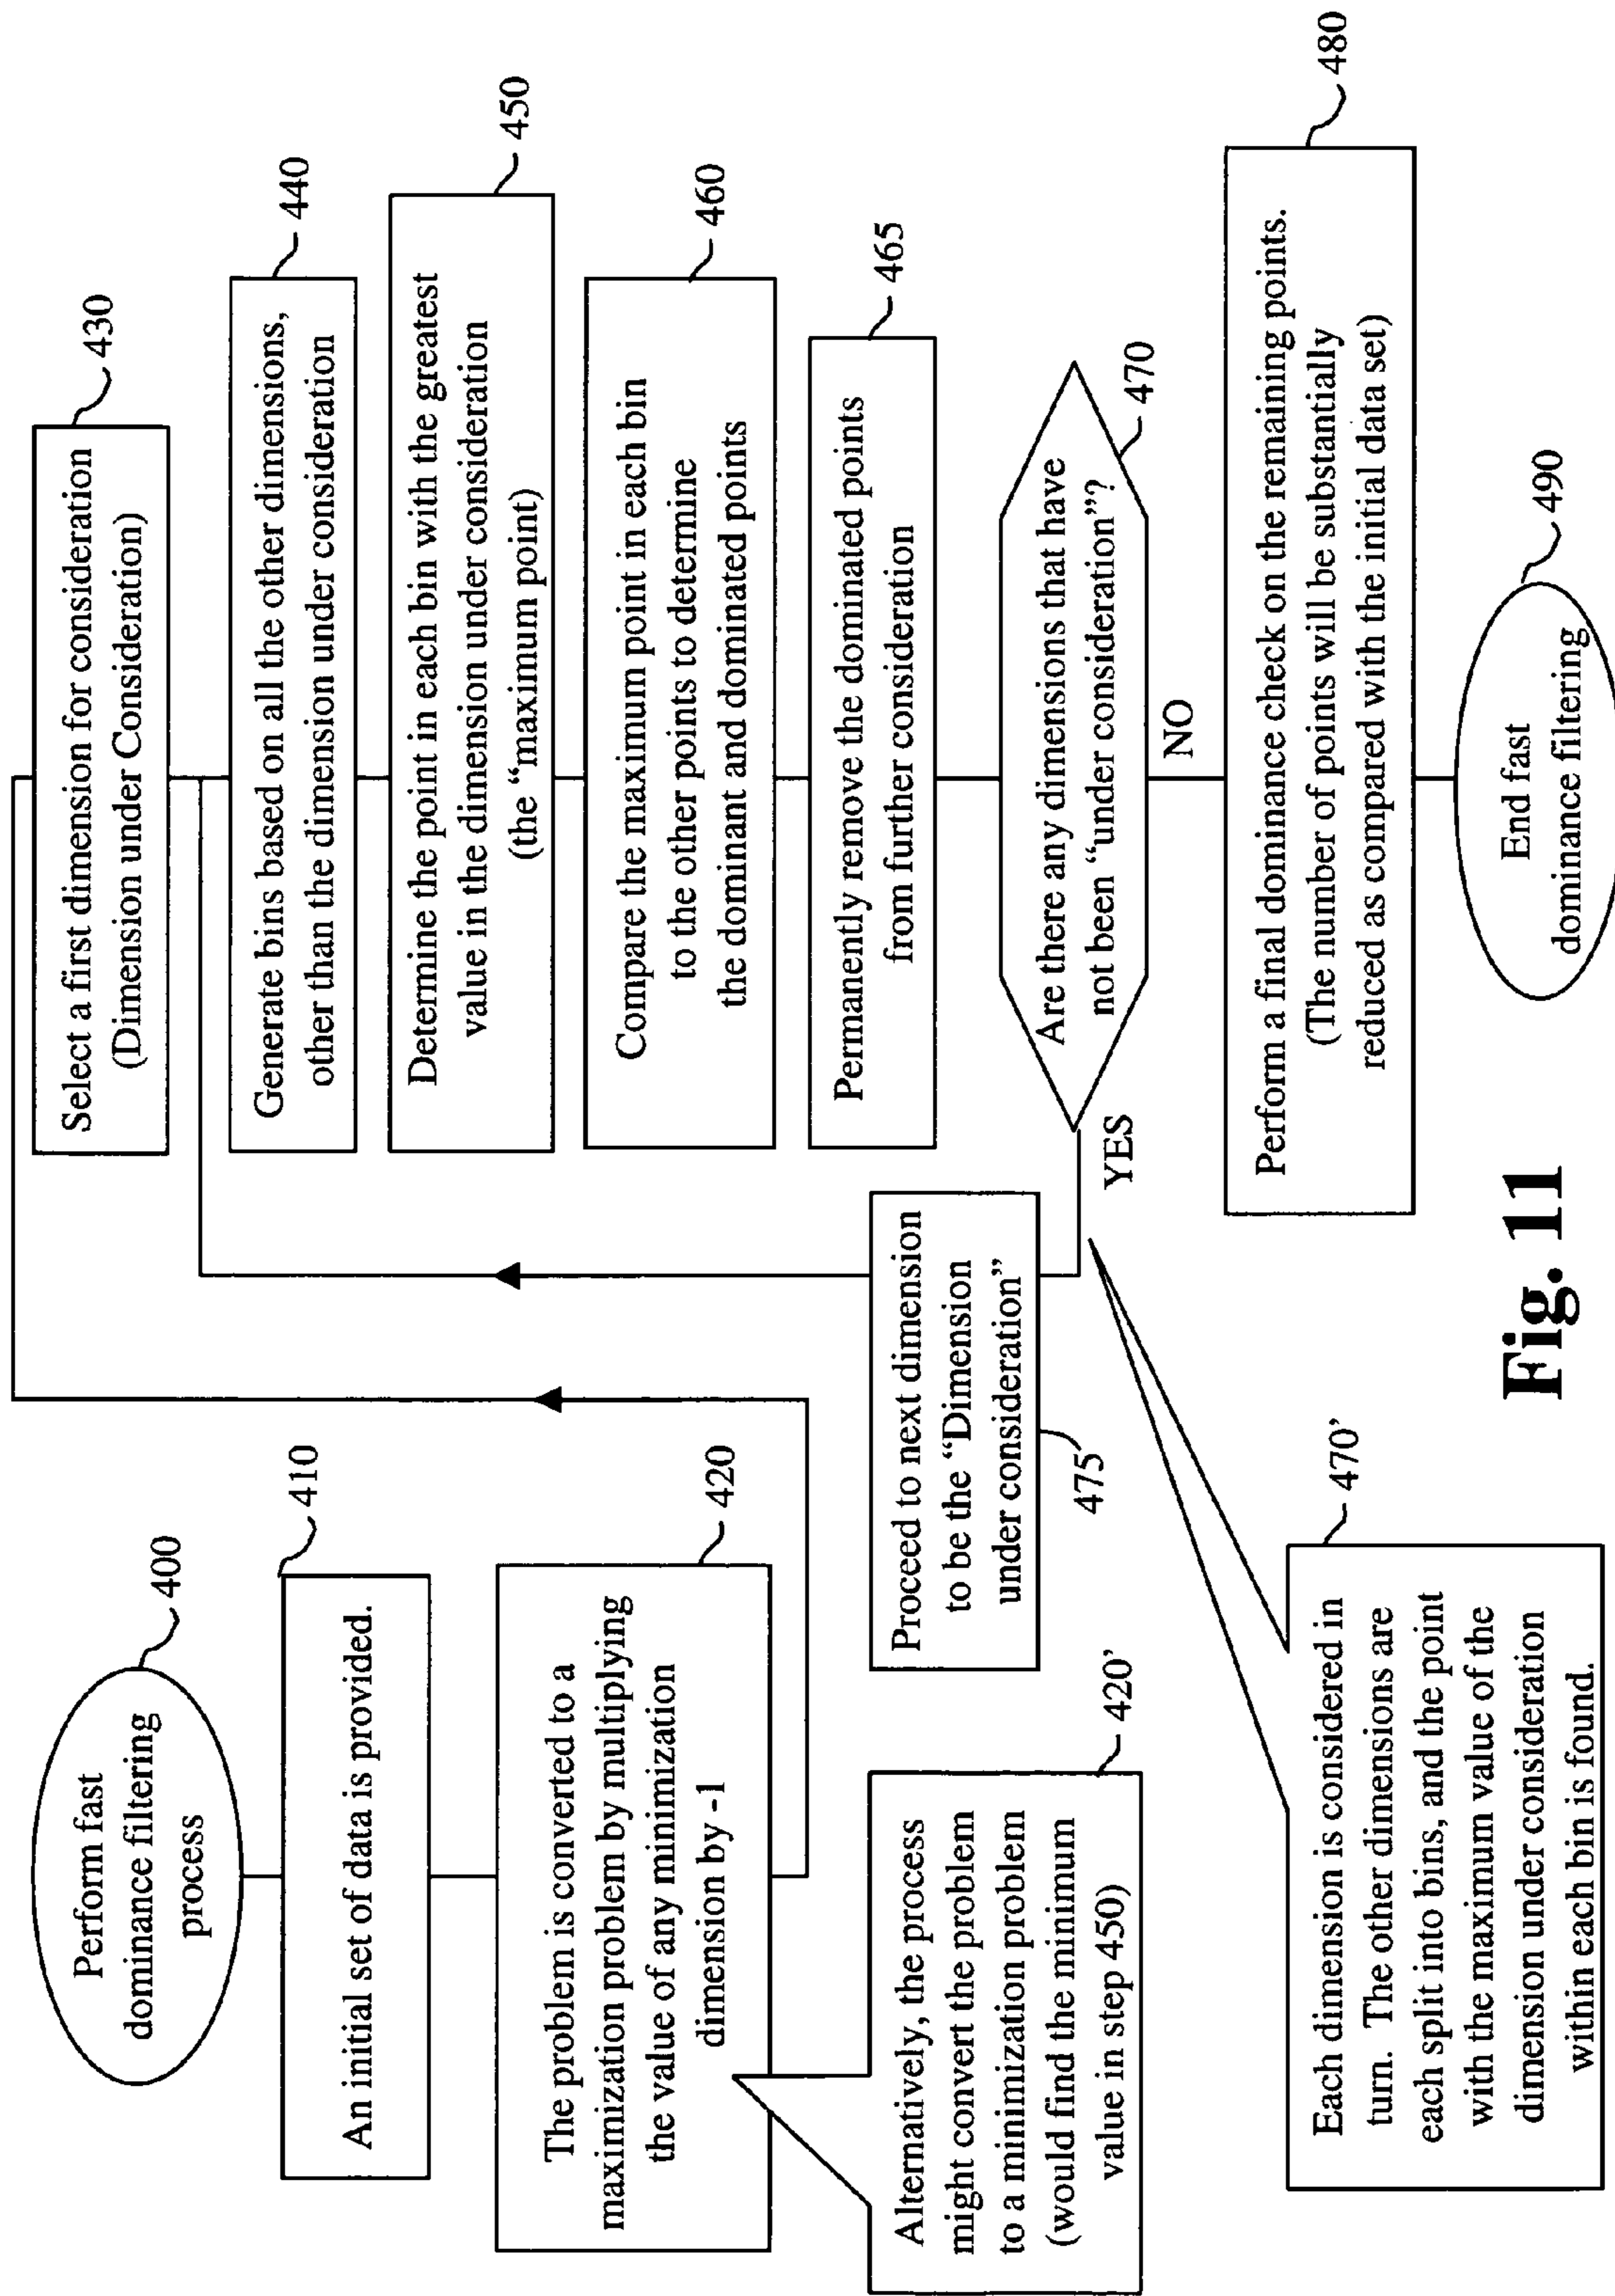 Perform fast
dominance filtering
process
400
An initial set of data is provided.
410
The problem is converted to a
maximization problem by multiplying
the value of any minimization
dimension by -1
420
Alternatively, the process
might convert the problem
to a minimization problem
(would find the minimum
value in step 450)
420’
Select a first dimension for consideration
(Dimension under Consideration)
430
Generate bins based on all the other dimensions,
other than the dimension under consideration
440
Determine the point in each bin with the greatest
value in the dimension under consideration
(the “maximum point)
450
Compare the maximum point in each bin
to the other points to determine
the dominant and dominated points
460
Permanently remove the dominated points
from further consideration
465
Are there any dimensions that have
not been “under consideration”?
470
YES
NO
Proceed to next dimension
to be the “Dimension
under consideration”
475
Each dimension is considered in
turn. The other dimensions are
each split into bins, and the point
with the maximum value of the
dimension under consideration
within each bin is found.
470’
Perform a final dominance check on the remaining points.
(The number of points will be substantially
reduced as compared with the initial data set)
480
End fast
dominance filtering
490
Fig. 11